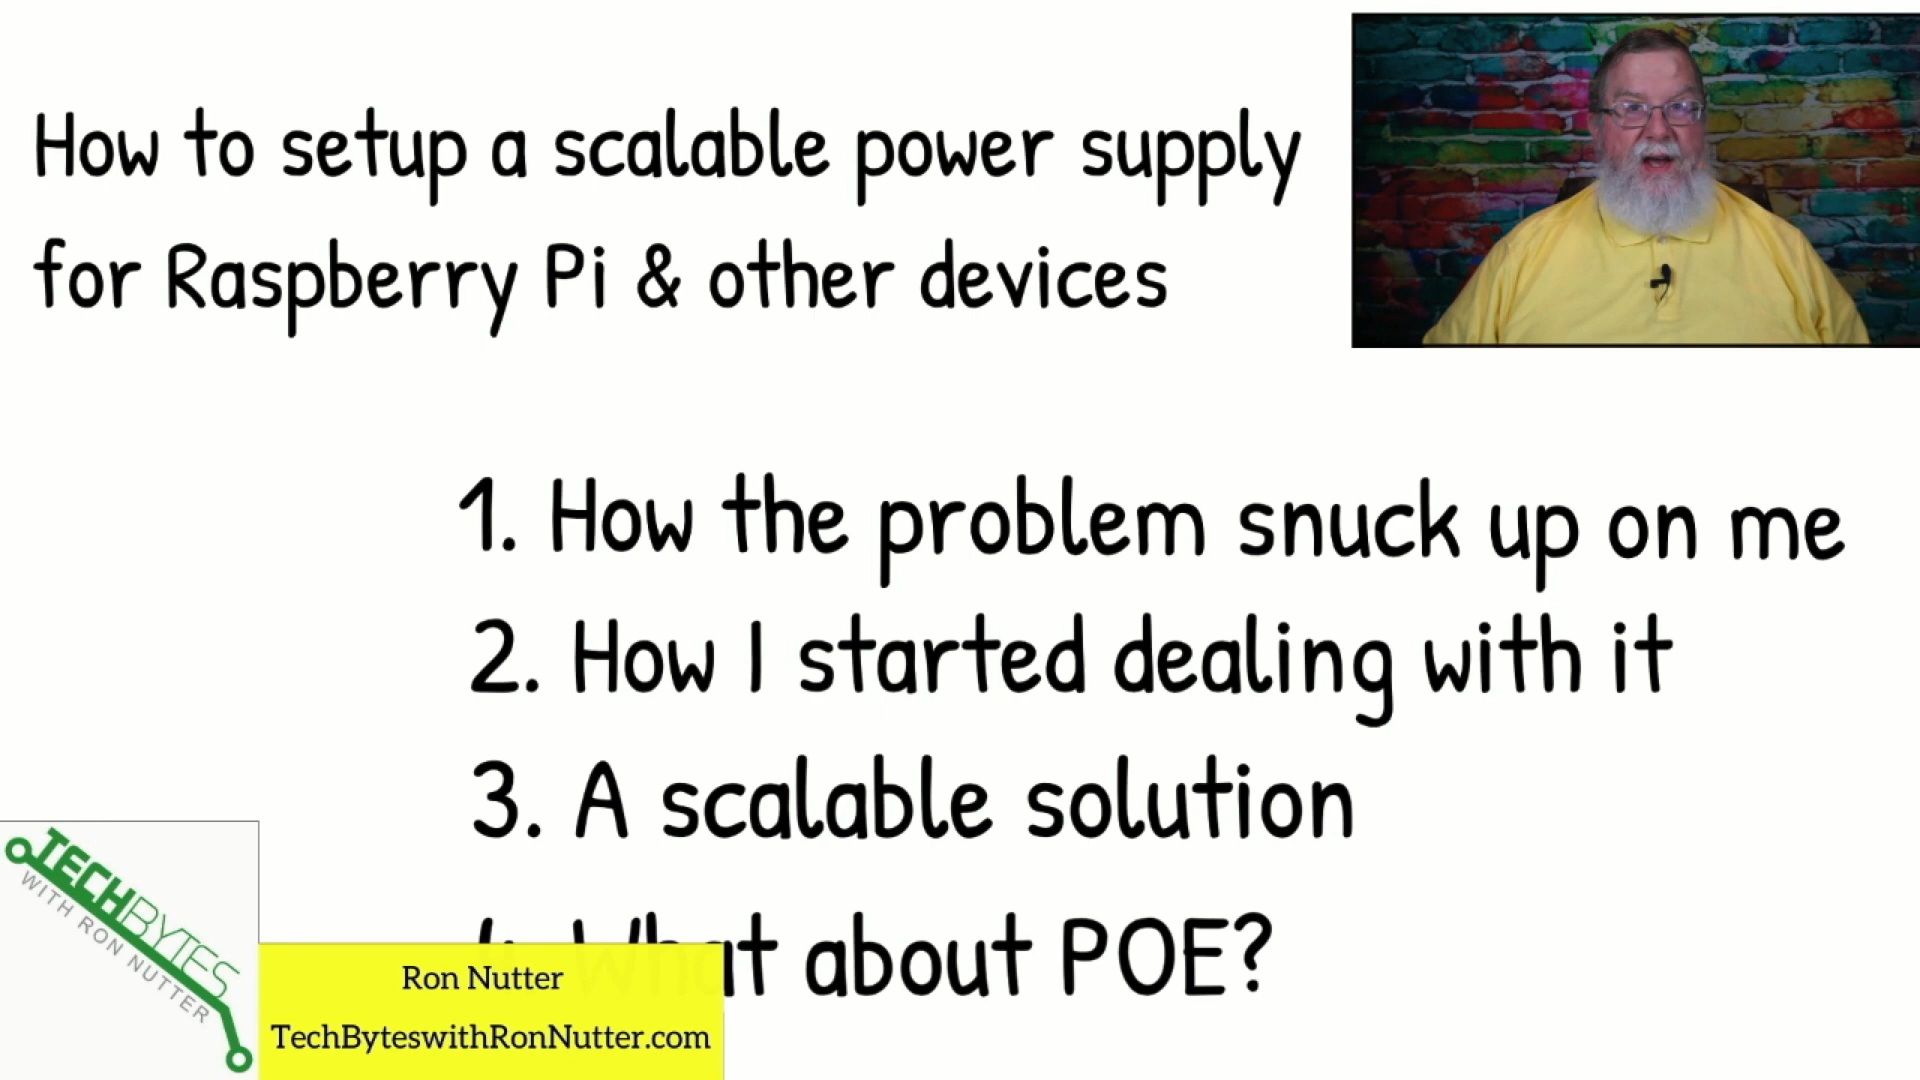 How to setup a scalable power supply
for Raspberry Pi & other devices
1. How the problem snuck up on me
2. How I started dealing with it
3. A scalable solution
4. What about POE?
TECHBYTES
WITH RON NUTTER
Ron Nutter
TechByteswithRonNutter.com